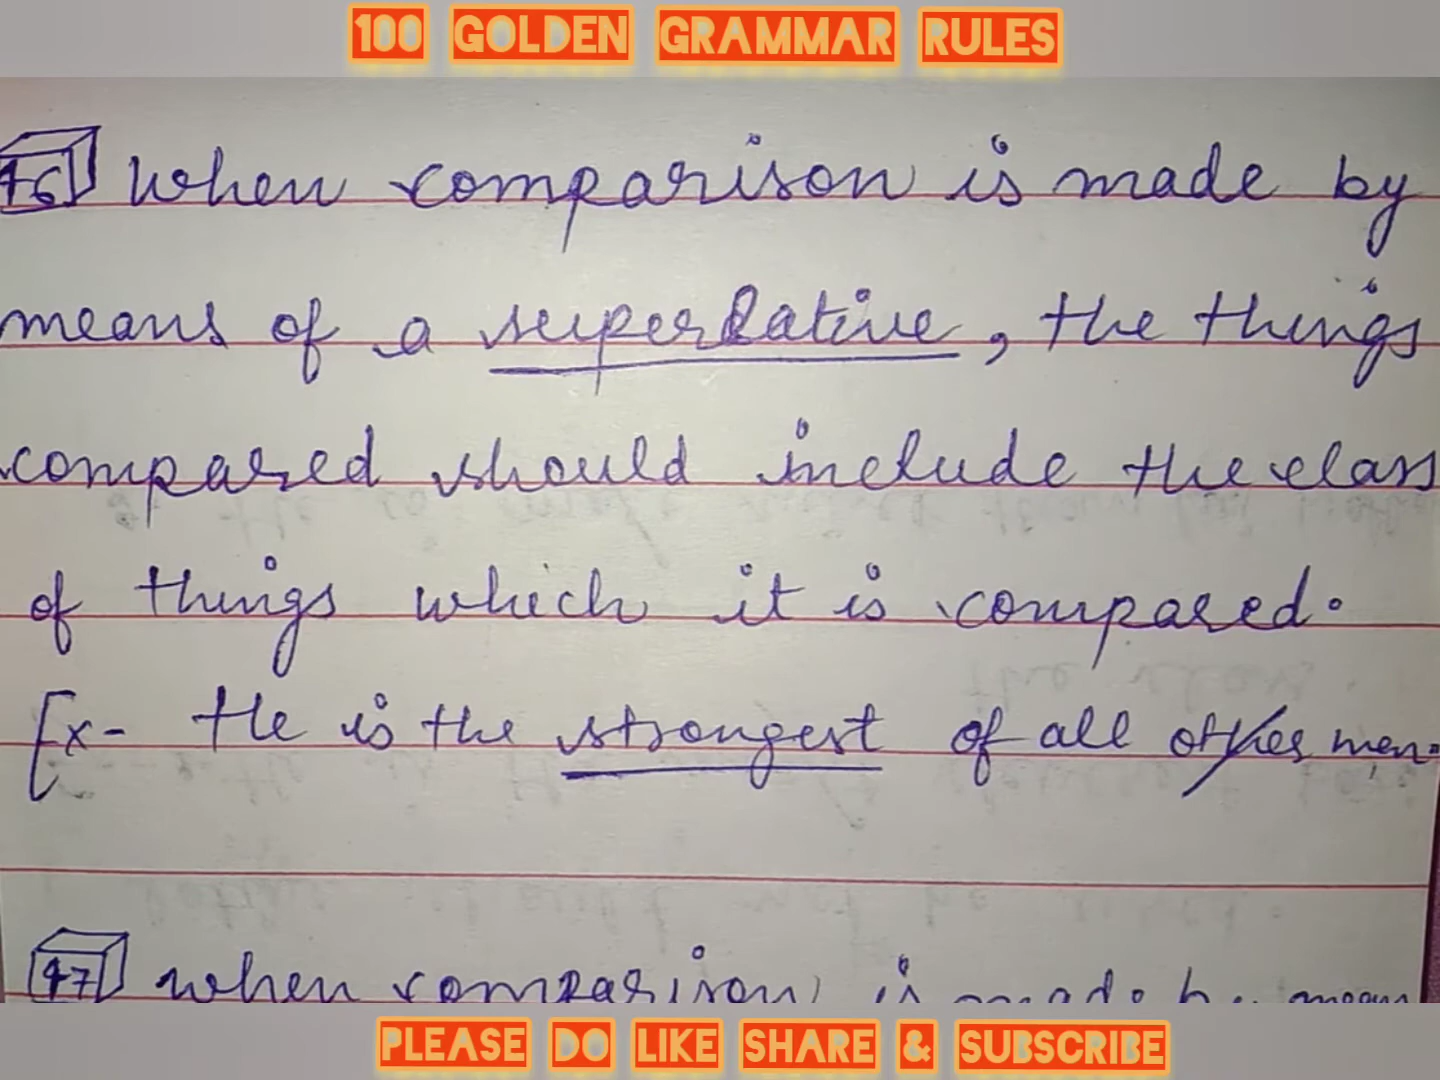 100 GOLDEN GRAMMAR RULES
46 When comparison is made by
means of a superlative, the things
compared should include the class
of things which it is compared.
Ex- He is the strongest of all other men.
47 When comparison is made by mean
PLEASE DO LIKE SHARE & SUBSCRIBE